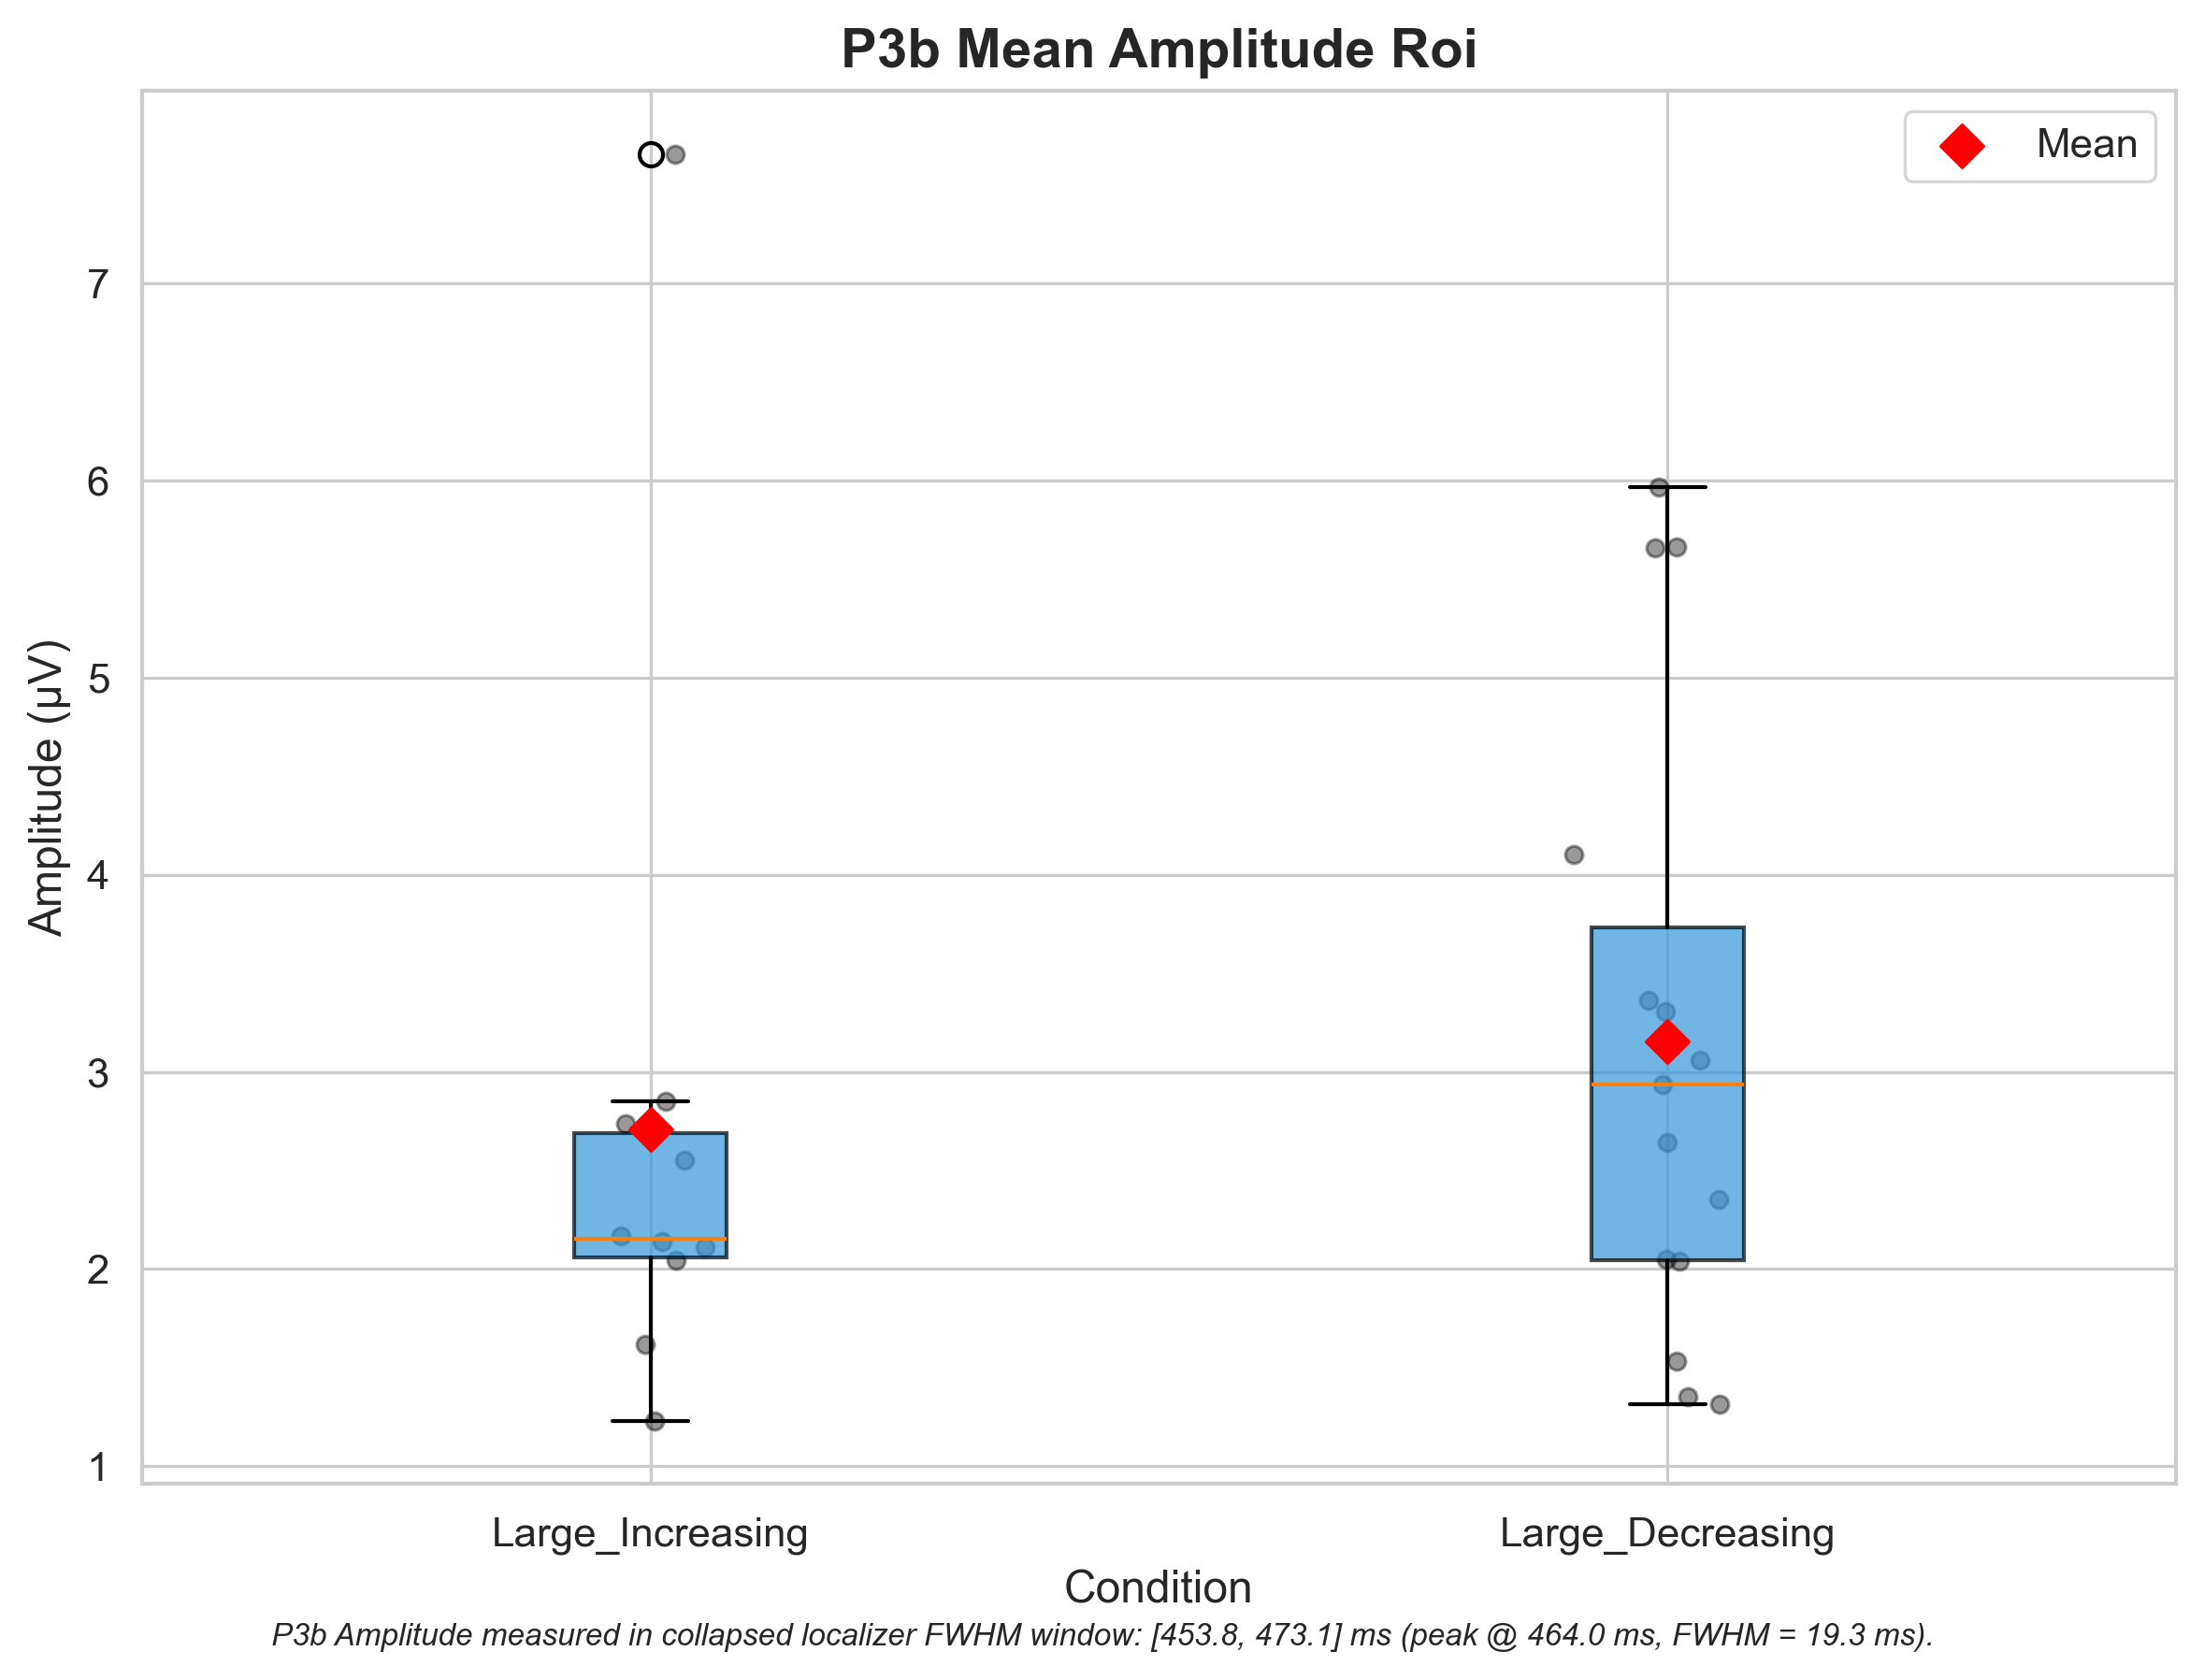 P3b Mean Amplitude Roi
Mean
7
6
5
4
3
2
1
Amplitude (μV)
Large_Increasing
Large_Decreasing
Condition
P3b Amplitude measured in collapsed localizer FWHM window: [453.8, 473.1] ms (peak @ 464.0 ms, FWHM = 19.3 ms).